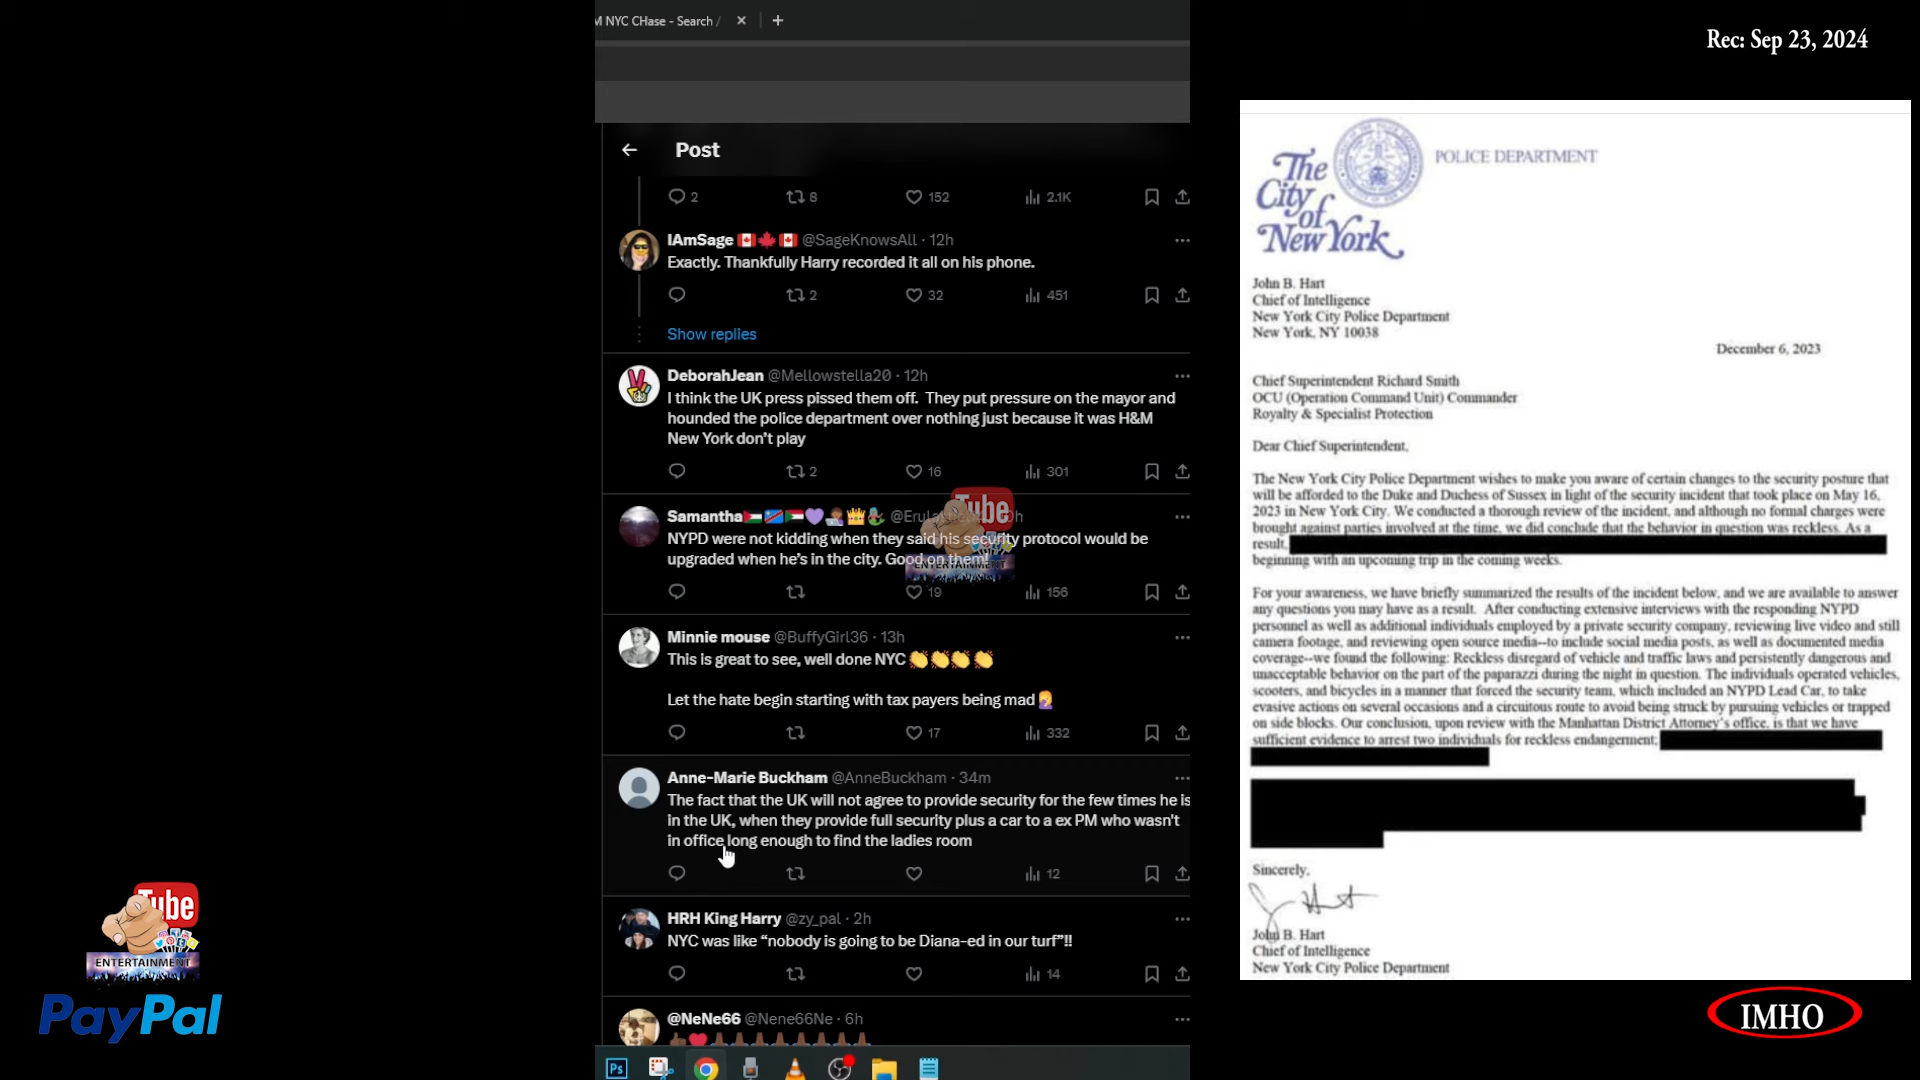 M NYC CHase - Search /
Rec: Sep 23, 2024
Post
2
8
152
2.1K
IAmSage 🇨🇦🍁🇨🇦 @SageKnowsAll · 12h
Exactly. Thankfully Harry recorded it all on his phone.
2
32
451
Show replies
DeborahJean @Mellowstella20 · 12h
I think the UK press pissed them off. They put pressure on the mayor and
hounded the police department over nothing just because it was H&M
New York don't play
2
16
301
Samantha
NYPD were not kidding when they said his security protocol would be
upgraded when he's in the city. Good on them!
19
156
Minnie mouse @BuffyGirl36 · 13h
This is great to see, well done NYC 👏👏👏👏
Let the hate begin starting with tax payers being mad 🤦
17
332
Anne-Marie Buckham @AnneBuckham · 34m
The fact that the UK will not agree to provide security for the few times he is
in the UK, when they provide full security plus a car to a ex PM who wasn't
in office long enough to find the ladies room
12
HRH King Harry @zy_pal · 2h
NYC was like “nobody is going to be Diana-ed in our turf”!!
14
@NeNe66 @Nene66Ne · 6h
Tube
ENTERTAINMENT
Tube
ENTERTAINMENT
PayPal
Ps
The
City
of
New York
POLICE DEPARTMENT
John B. Hart
Chief of Intelligence
New York City Police Department
New York, NY 10038
December 6, 2023
Chief Superintendent Richard Smith
OCU (Operation Command Unit) Commander
Royalty & Specialist Protection
Dear Chief Superintendent,
The New York City Police Department wishes to make you aware of certain changes to the security posture that
will be afforded to the Duke and Duchess of Sussex in light of the security incident that took place on May 16,
2023 in New York City. We conducted a thorough review of the incident, and although no formal charges were
brought against parties involved at the time, we did conclude that the behavior in question was reckless. As a
result,
beginning with an upcoming trip in the coming weeks.
For your awareness, we have briefly summarized the results of the incident below, and we are available to answer
any questions you may have as a result. After conducting extensive interviews with the responding NYPD
personnel as well as additional individuals employed by a private security company, reviewing live video and still
camera footage, and reviewing open source media--to include social media posts, as well as documented media
coverage--we found the following: Reckless disregard of vehicle and traffic laws and persistently dangerous and
unacceptable behavior on the part of the paparazzi during the night in question. The individuals operated vehicles,
scooters, and bicycles in a manner that forced the security team, which included an NYPD Lead Car, to take
evasive actions on several occasions and a circuitous route to avoid being struck by pursuing vehicles or trapped
on side blocks. Our conclusion, upon review with the Manhattan District Attorney's office, is that we have
sufficient evidence to arrest two individuals for reckless endangerment;
Sincerely,
John B. Hart
Chief of Intelligence
New York City Police Department
IMHO